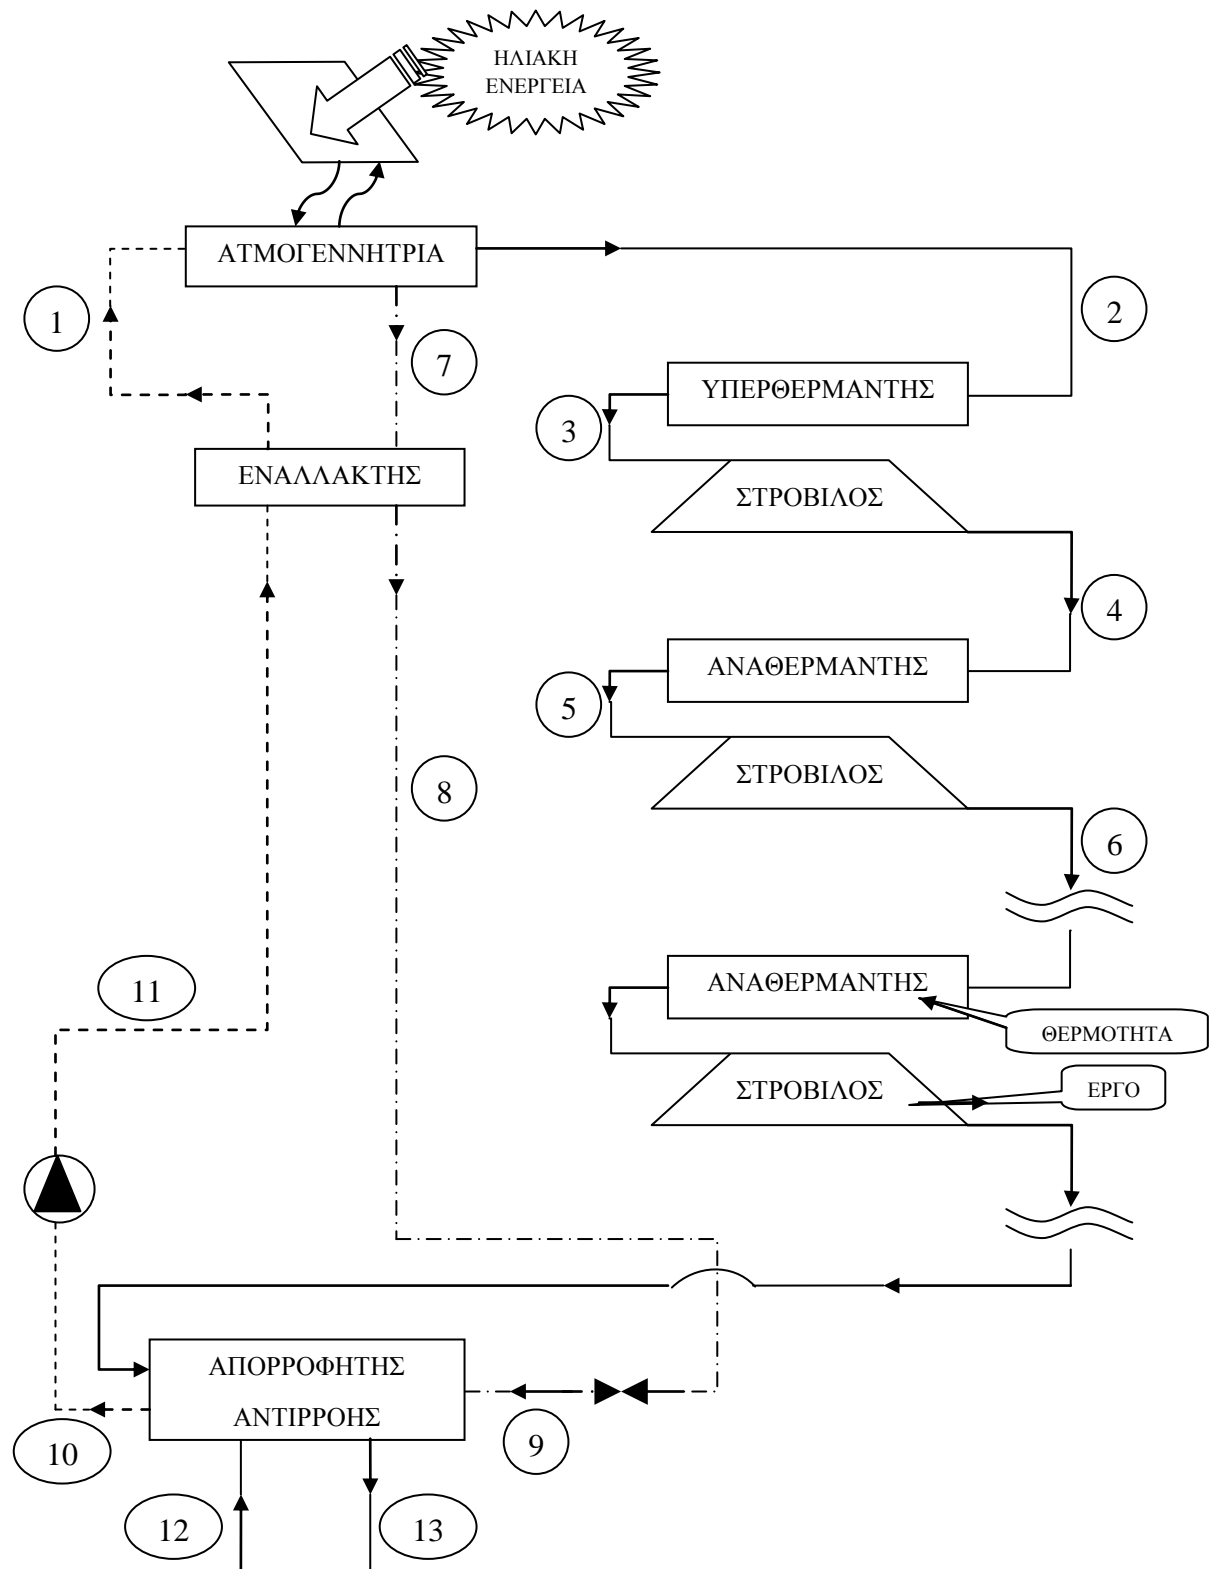 ΗΛΙΑΚΗ
ΕΝΕΡΓΕΙΑ
ΑΤΜΟΓΕΝΝΗΤΡΙΑ
1
2
7
ΥΠΕΡΘΕΡΜΑΝΤΗΣ
3
ΕΝΑΛΛΑΚΤΗΣ
ΣΤΡΟΒΙΛΟΣ
4
ΑΝΑΘΕΡΜΑΝΤΗΣ
5
ΣΤΡΟΒΙΛΟΣ
8
6
ΑΝΑΘΕΡΜΑΝΤΗΣ
11
ΘΕΡΜΟΤΗΤΑ
ΣΤΡΟΒΙΛΟΣ
ΕΡΓΟ
ΑΠΟΡΡΟΦΗΤΗΣ
ΑΝΤΙΡΡΟΗΣ
9
10
12
13